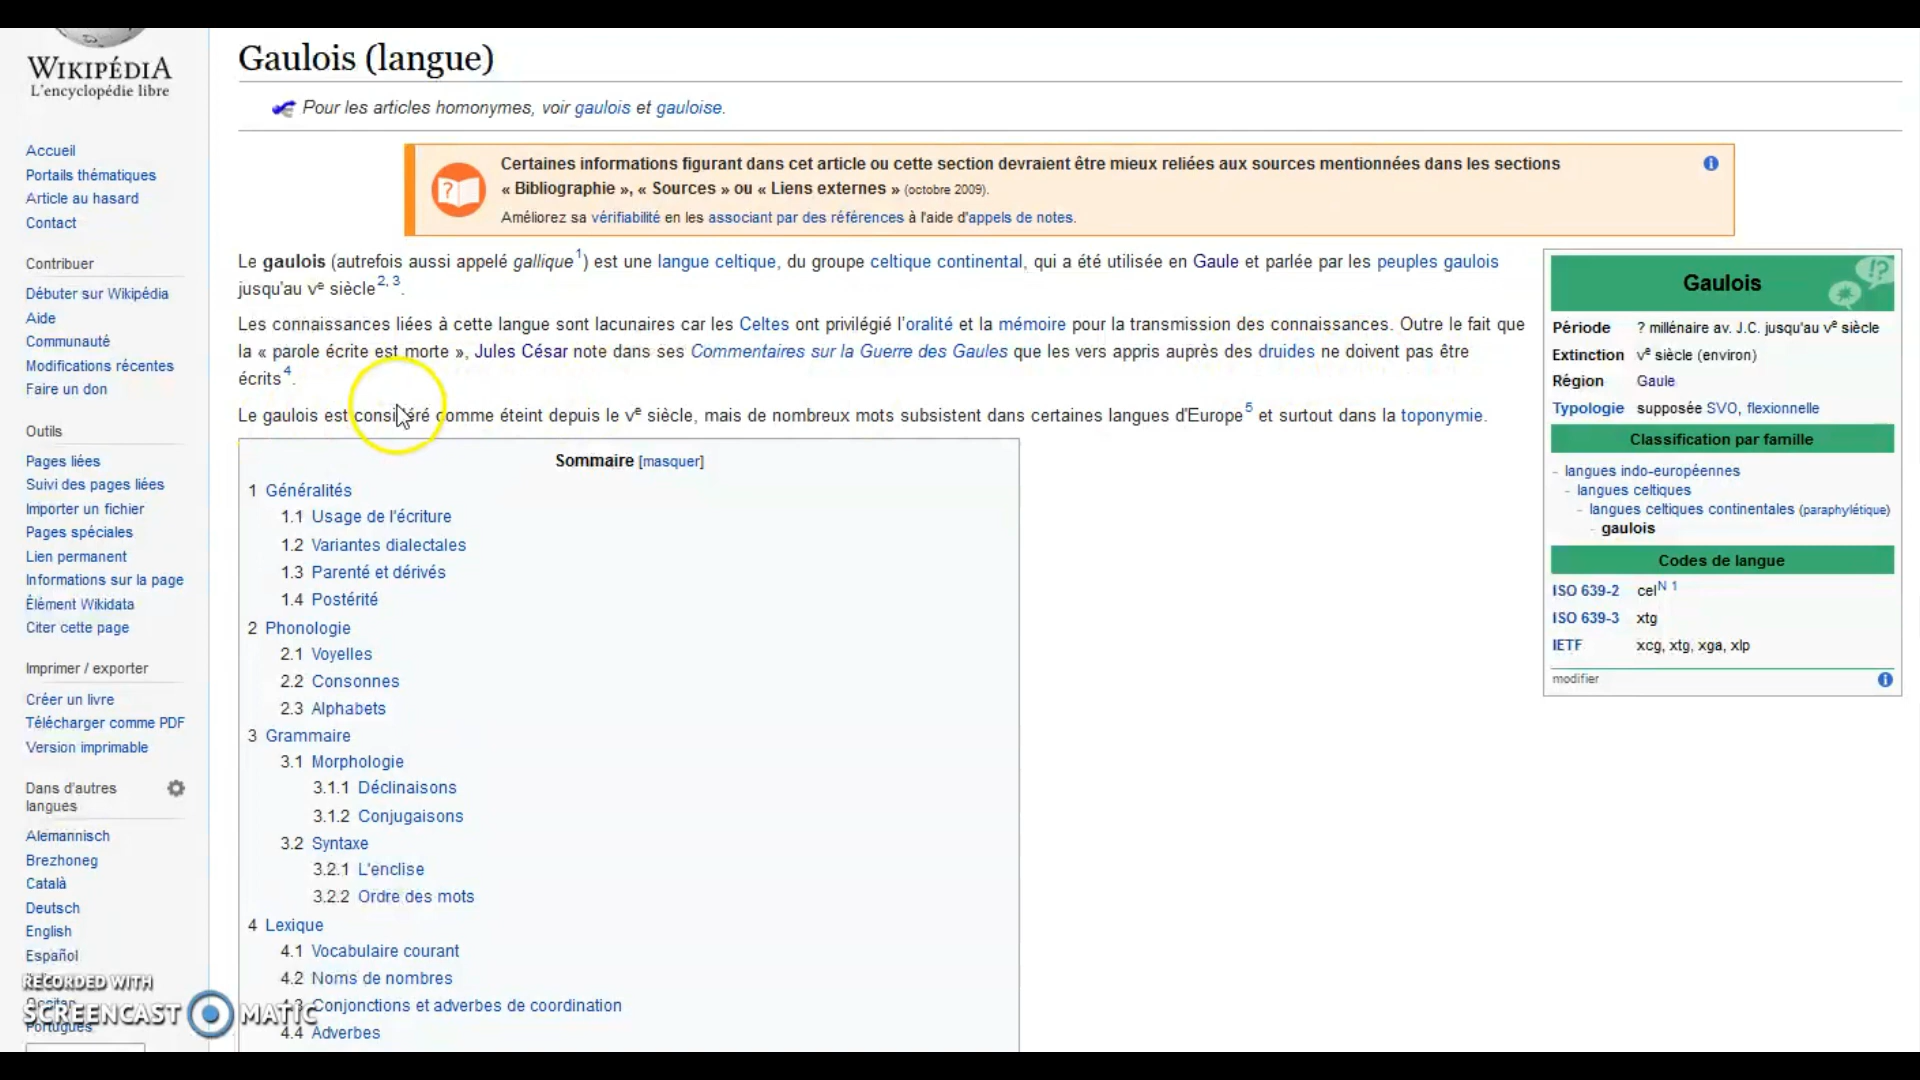 WIKIPÉDIA
L'encyclopédie libre
Accueil
Portails thématiques
Article au hasard
Contact
Contribuer
Débuter sur Wikipédia
Aide
Communauté
Modifications récentes
Faire un don
Outils
Pages liées
Suivi des pages liées
Importer un fichier
Pages spéciales
Lien permanent
Informations sur la page
Élément Wikidata
Citer cette page
Imprimer / exporter
Créer un livre
Télécharger comme PDF
Version imprimable
Dans d'autres
langues
Alemannisch
Brezhoneg
Català
Deutsch
English
Español
Português
RECORDED WITH
SCREENCAST MATIC
Gaulois (langue)
Pour les articles homonymes, voir gaulois et gauloise.
Certaines informations figurant dans cet article ou cette section devraient être mieux reliées aux sources mentionnées dans les sections
« Bibliographie », « Sources » ou « Liens externes » (octobre 2009).
Améliorez sa vérifiabilité en les associant par des références à l'aide d'appels de notes.
Le gaulois (autrefois aussi appelé gallique1) est une langue celtique, du groupe celtique continental, qui a été utilisée en Gaule et parlée par les peuples gaulois
jusqu'au Ve siècle2, 3.
Les connaissances liées à cette langue sont lacunaires car les Celtes ont privilégié l'oralité et la mémoire pour la transmission des connaissances. Outre le fait que
la « parole écrite est morte », Jules César note dans ses Commentaires sur la Guerre des Gaules que les vers appris auprès des druides ne doivent pas être
écrits4.
Le gaulois est considéré comme éteint depuis le Ve siècle, mais de nombreux mots subsistent dans certaines langues d'Europe5 et surtout dans la toponymie.
Sommaire [masquer]
1 Généralités
1.1 Usage de l'écriture
1.2 Variantes dialectales
1.3 Parenté et dérivés
1.4 Postérité
2 Phonologie
2.1 Voyelles
2.2 Consonnes
2.3 Alphabets
3 Grammaire
3.1 Morphologie
3.1.1 Déclinaisons
3.1.2 Conjugaisons
3.2 Syntaxe
3.2.1 L'enclise
3.2.2 Ordre des mots
4 Lexique
4.1 Vocabulaire courant
4.2 Noms de nombres
4.3 Conjonctions et adverbes de coordination
4.4 Adverbes
Gaulois
Période ? millénaire av. J.C. jusqu'au Ve siècle
Extinction Ve siècle (environ)
Région Gaule
Typologie supposée SVO, flexionnelle
Classification par famille
- langues indo-européennes
- langues celtiques
- langues celtiques continentales (paraphylétique)
- gaulois
Codes de langue
ISO 639-2 celN 1
ISO 639-3 xtg
IETF xcg, xtg, xga, xlp
modifier